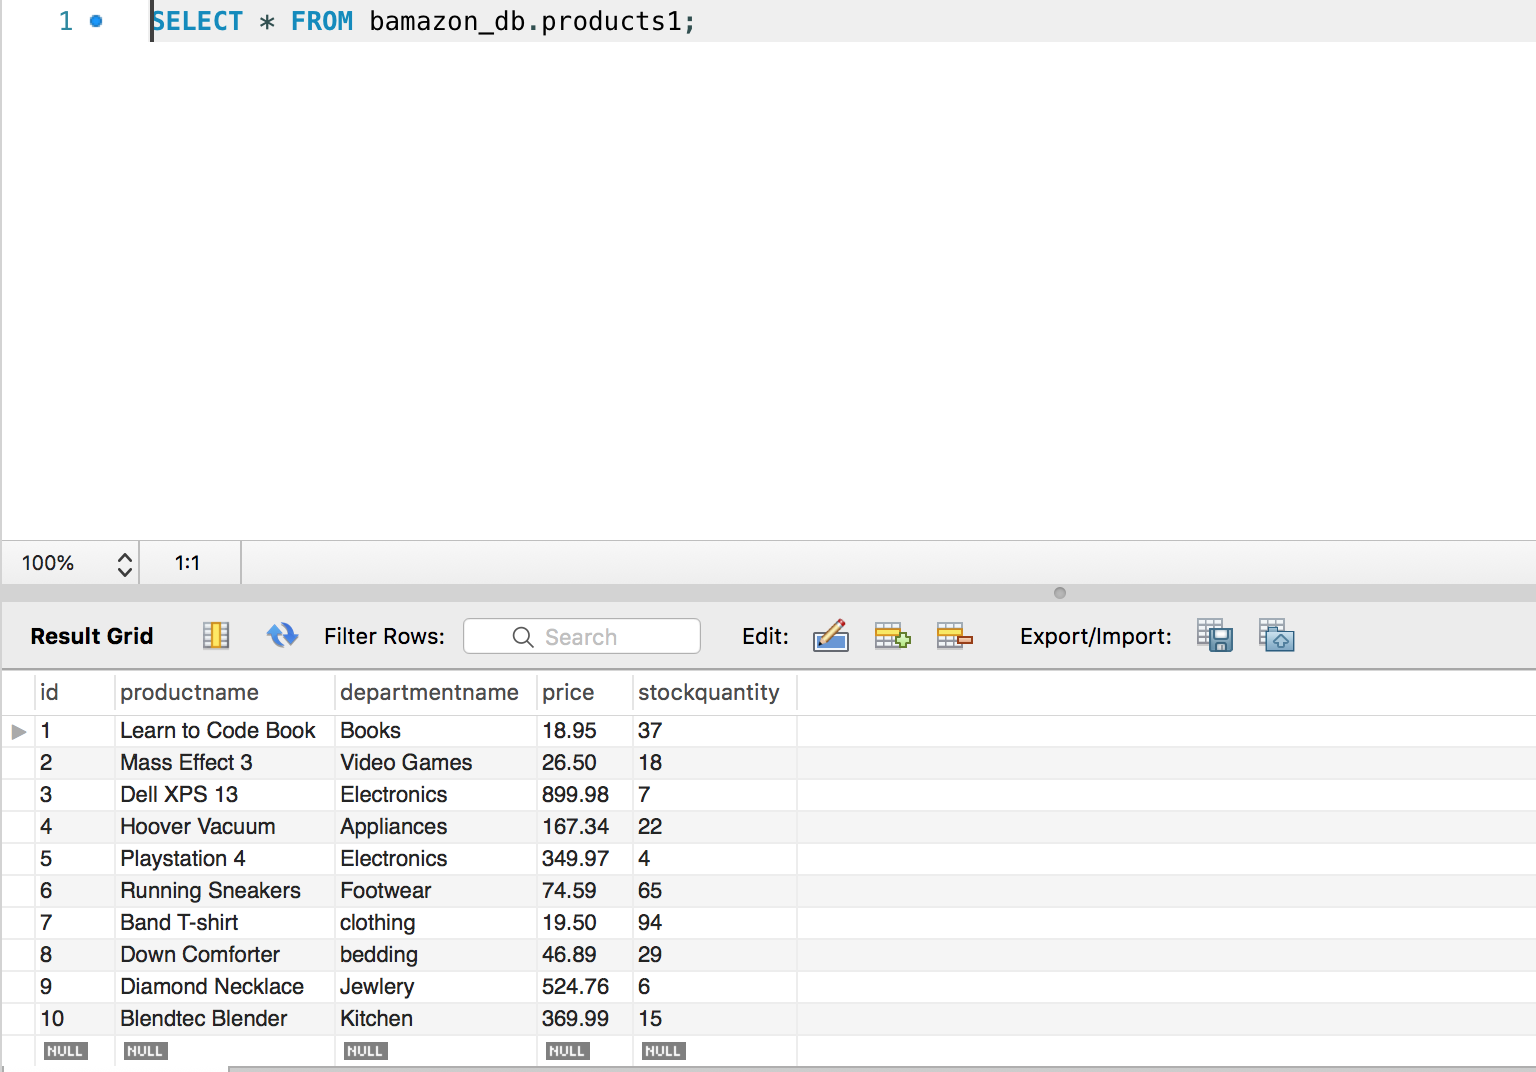 1 SELECT * FROM bamazon_db.products1;
100% 1:1
Result Grid Filter Rows: Search Edit: Export/Import:
id productname departmentname price stockquantity
1 Learn to Code Book Books 18.95 37
2 Mass Effect 3 Video Games 26.50 18
3 Dell XPS 13 Electronics 899.98 7
4 Hoover Vacuum Appliances 167.34 22
5 Playstation 4 Electronics 349.97 4
6 Running Sneakers Footwear 74.59 65
7 Band T-shirt clothing 19.50 94
8 Down Comforter bedding 46.89 29
9 Diamond Necklace Jewlery 524.76 6
10 Blendtec Blender Kitchen 369.99 15
NULL NULL NULL NULL NULL